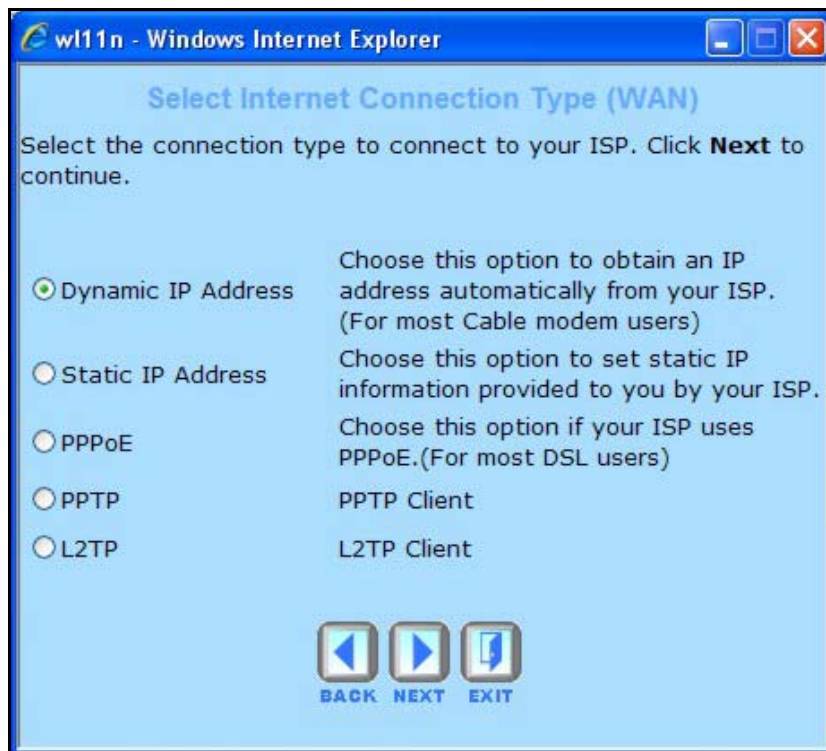 wl11n - Windows Internet Explorer
Select Internet Connection Type (WAN)
Select the connection type to connect to your ISP. Click Next to
continue.
Dynamic IP Address
Choose this option to obtain an IP
address automatically from your ISP.
(For most Cable modem users)
Static IP Address
Choose this option to set static IP
information provided to you by your ISP.
PPPoE
Choose this option if your ISP uses
PPPoE.(For most DSL users)
PPTP
PPTP Client
L2TP
L2TP Client
BACK NEXT EXIT